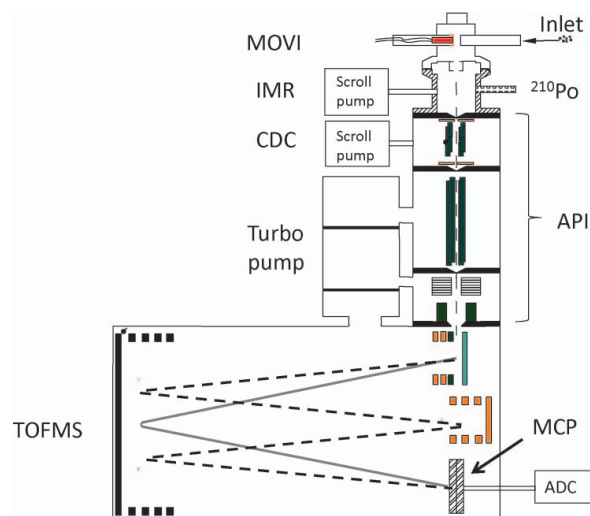 MOVI
Inlet
IMR
Scroll
pump
210Po
CDC
Scroll
pump
API
Turbo
pump
TOFMS
MCP
ADC